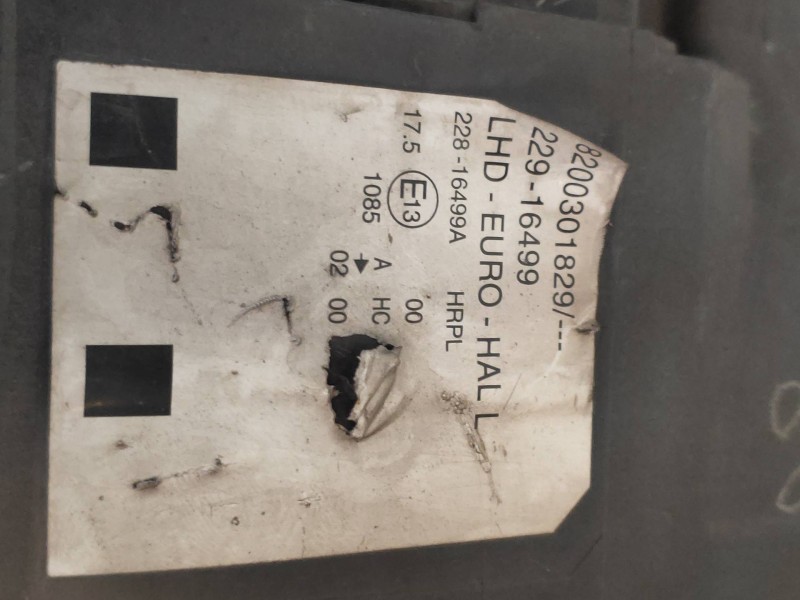 8200301829/---
229-16499
LHD - EURO - HAL L
228-16499A HRPL
17.5 E13 00
1085 A HC
02 00